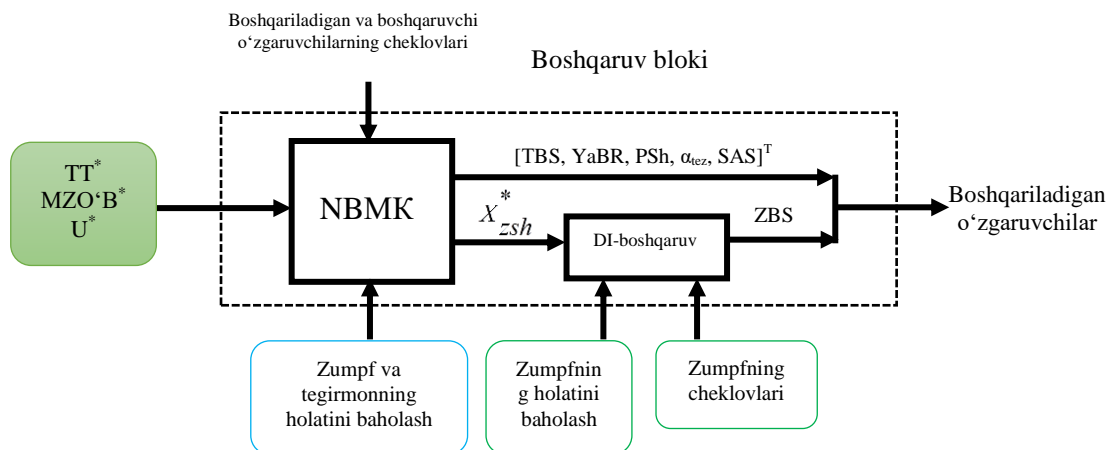 Boshqariladigan va boshqaruvchi
o‘zgaruvchilarning cheklovlari
Boshqaruv bloki
TT*
MZO‘B*
U*
NBMK
[TBS, YaBR, PSh, αtez, SAS]T
X*zsh
DI-boshqaruv
ZBS
Boshqariladigan
o‘zgaruvchilar
Zumpf va
tegirmonning
holatini baholash
Zumpfnin
g holatini
baholash
Zumpfning
cheklovlari